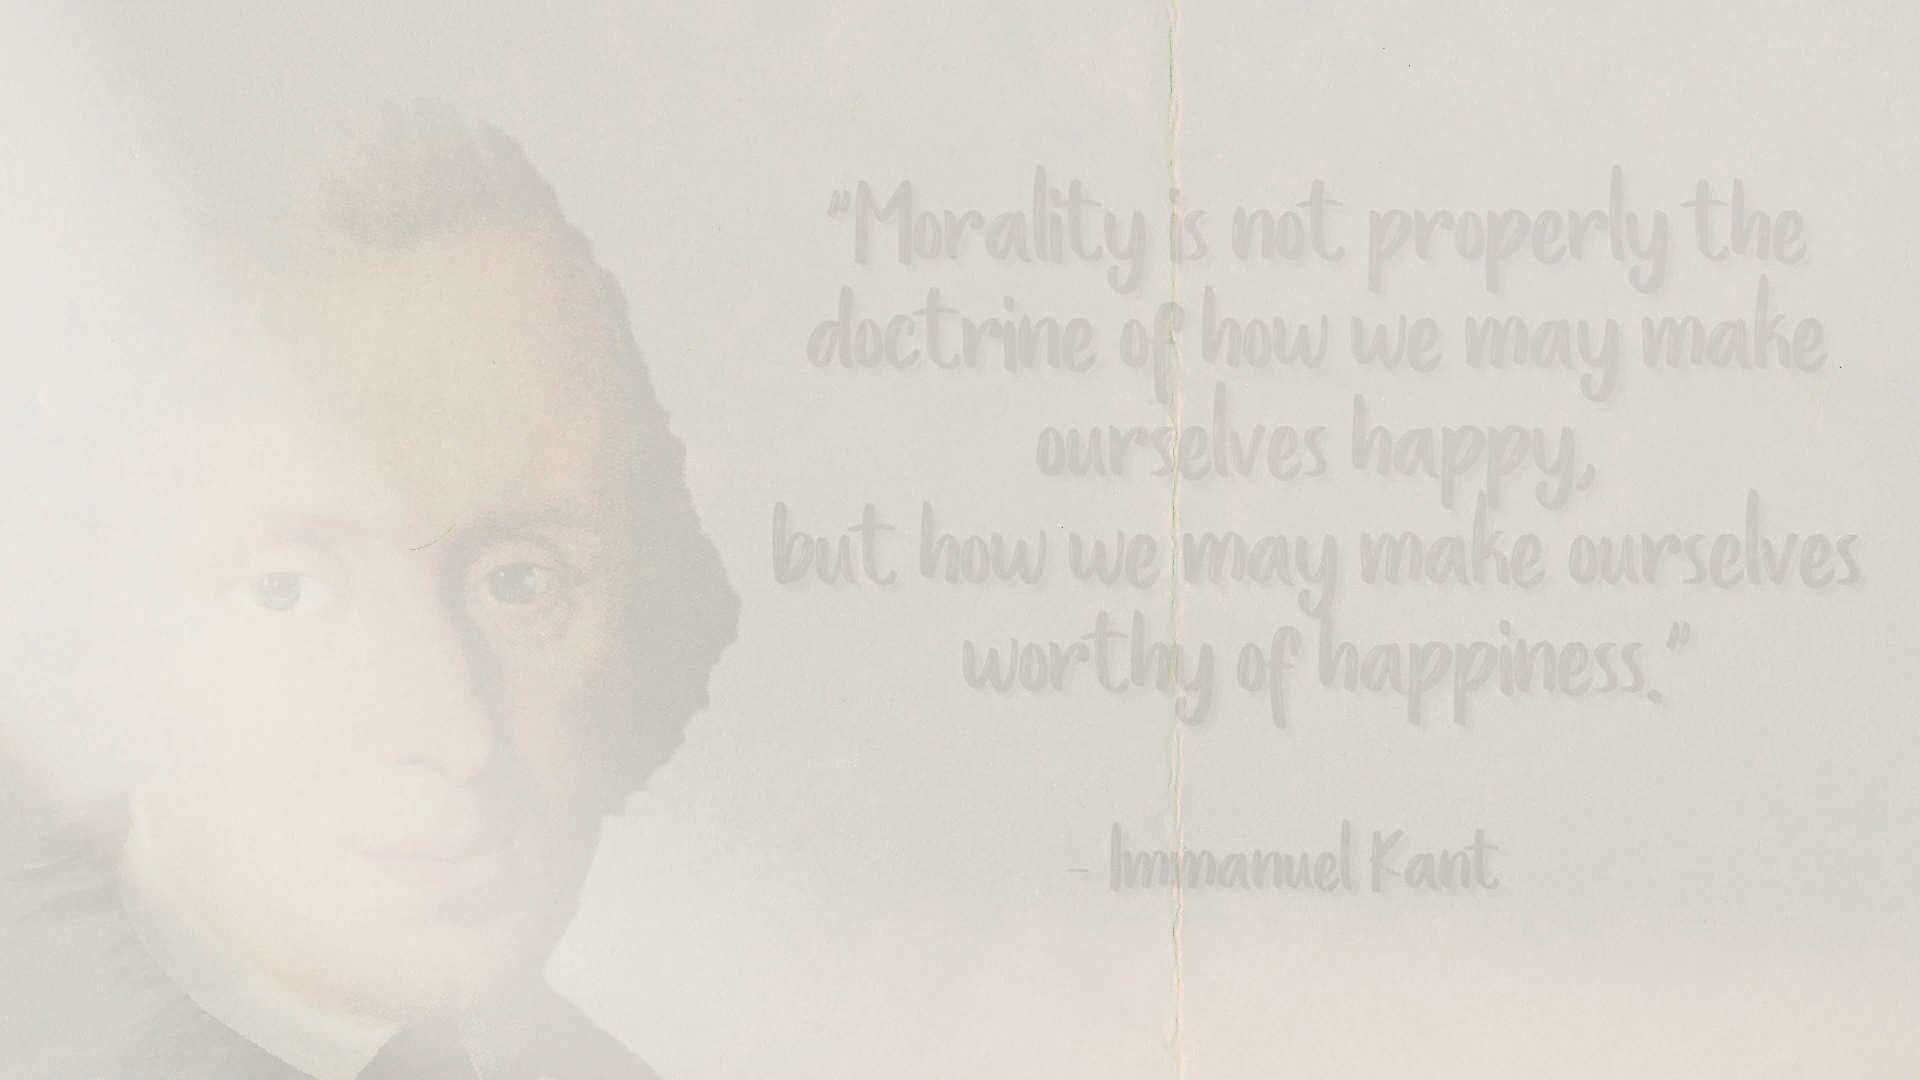 "Morality is not properly the
doctrine of how we may make
ourselves happy,
but how we may make ourselves
worthy of happiness."
- Immanuel Kant